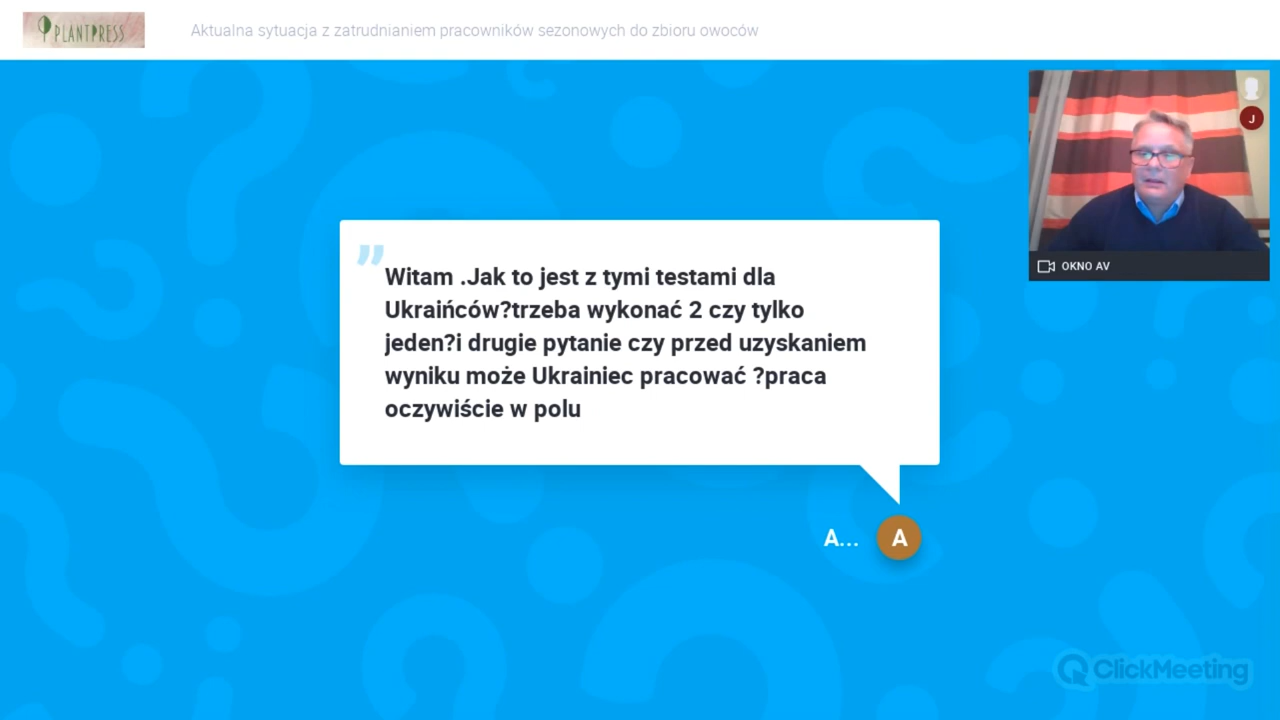 PLANTPRESS
Aktualna sytuacja z zatrudnianiem pracowników sezonowych do zbioru owoców
J
OKNO AV
”
Witam .Jak to jest z tymi testami dla
Ukraińców?trzeba wykonać 2 czy tylko
jeden?i drugie pytanie czy przed uzyskaniem
wyniku może Ukrainiec pracować ?praca
oczywiście w polu
A...
A
ClickMeeting